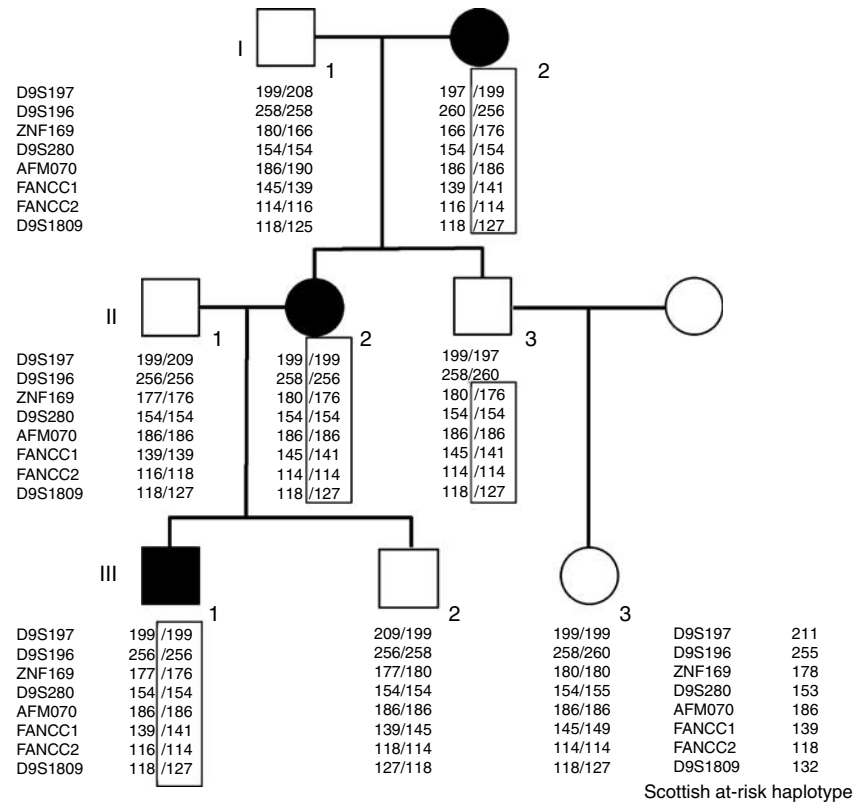 I
1 2
D9S197 199/208 197 /199
D9S196 258/258 260 /256
ZNF169 180/166 166 /176
D9S280 154/154 154 /154
AFM070 186/190 186 /186
FANCC1 145/139 139 /141
FANCC2 114/116 116 /114
D9S1809 118/125 118 /127
II
1 2 3
D9S197 199/209 199 /199 199/197
D9S196 256/256 258 /256 258/260
ZNF169 177/176 180 /176 180 /176
D9S280 154/154 154 /154 154 /154
AFM070 186/186 186 /186 186 /186
FANCC1 139/139 145 /141 145 /141
FANCC2 116/118 114 /114 114 /114
D9S1809 118/127 118 /127 118 /127
III
1 2 3
D9S197 199 /199 209/199 199/199 D9S197 211
D9S196 256 /256 256/258 258/260 D9S196 255
ZNF169 177 /176 177/180 180/180 ZNF169 178
D9S280 154 /154 154/154 154/155 D9S280 153
AFM070 186 /186 186/186 186/186 AFM070 186
FANCC1 139 /141 139/145 145/149 FANCC1 139
FANCC2 116 /114 118/114 114/114 FANCC2 118
D9S1809 118 /127 127/118 118/127 D9S1809 132
Scottish at-risk haplotype